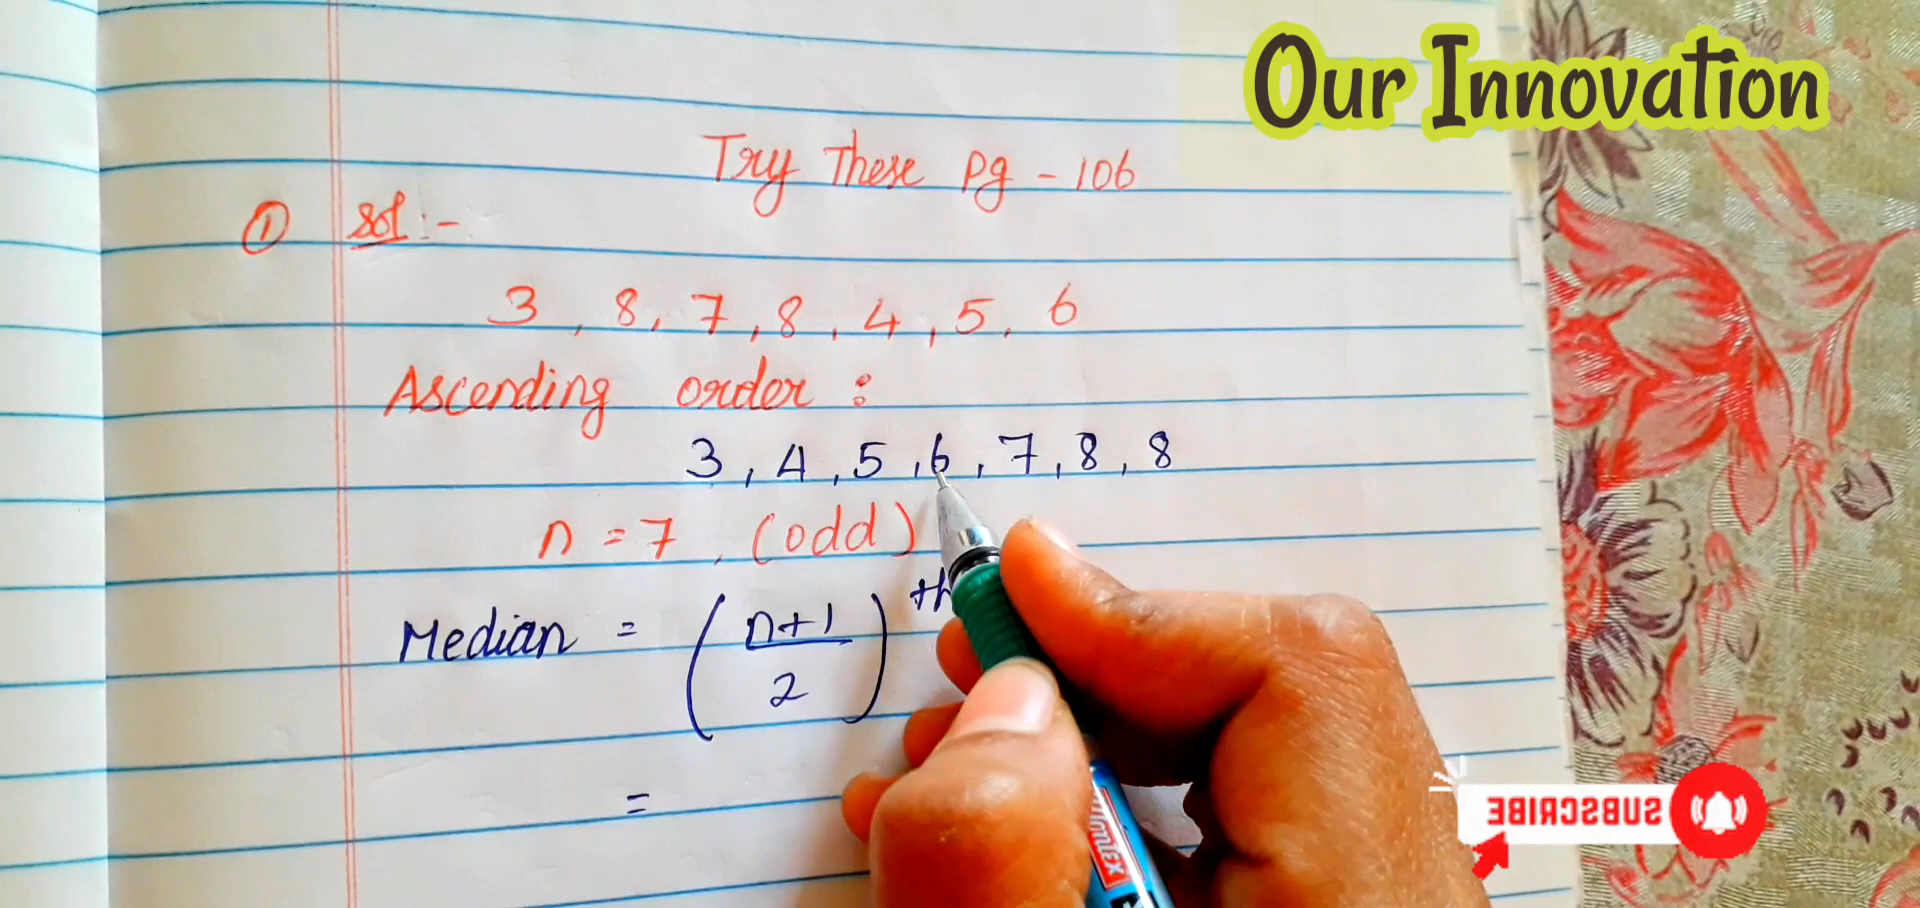 Our Innovation
Try These Pg - 106
① Sol :-
3 , 8 , 7 , 8 , 4 , 5 , 6
Ascending order :
3 , 4 , 5 , 6 , 7 , 8 , 8
n = 7 , (odd)
Median = (n+1 / 2) th
=
SUBSCRIBE